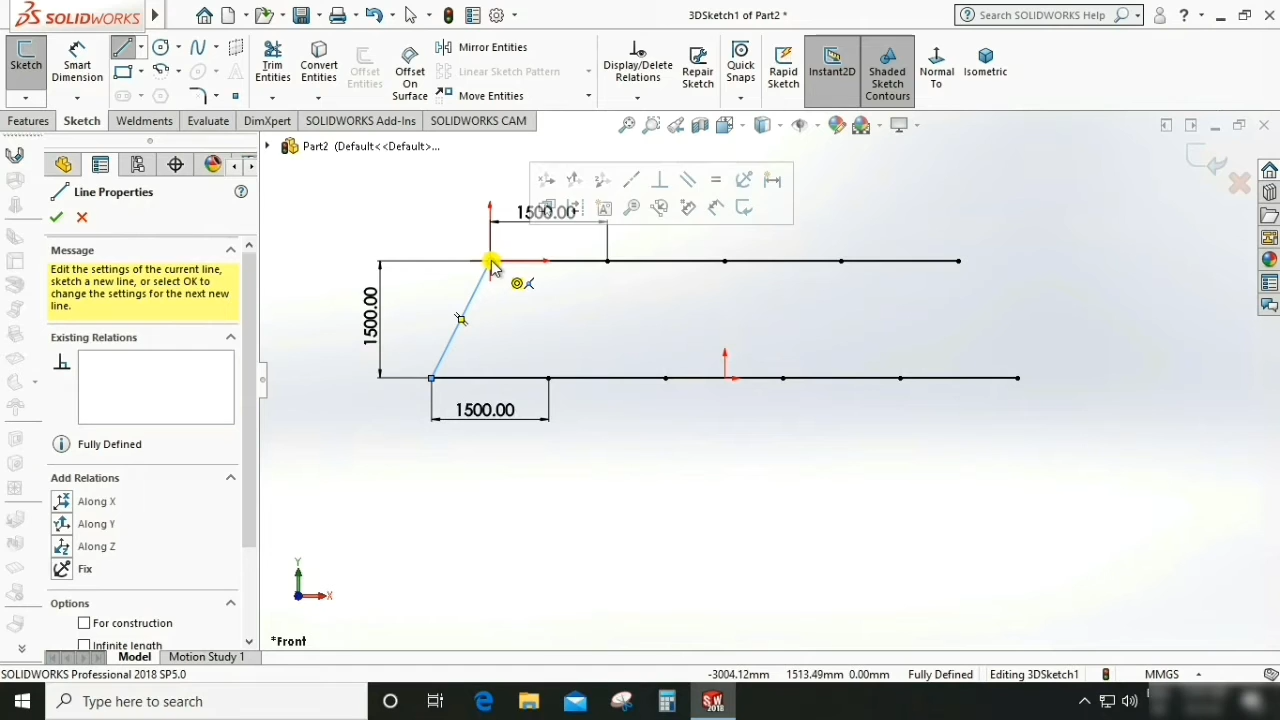 SOLIDWORKS
3DSketch1 of Part2 *
Search SOLIDWORKS Help
?
Sketch
Smart Dimension
Trim Entities
Convert Entities
Offset Entities
Offset On Surface
Mirror Entities
Linear Sketch Pattern
Move Entities
Display/Delete Relations
Repair Sketch
Quick Snaps
Rapid Sketch
Instant2D
Shaded Sketch Contours
Normal To
Isometric
Features
Sketch
Weldments
Evaluate
DimXpert
SOLIDWORKS Add-Ins
SOLIDWORKS CAM
Part2 (Default<<Default>...
Line Properties
?
Message
Edit the settings of the current line,
sketch a new line, or select OK to
change the settings for the next new
line.
Existing Relations
Fully Defined
Add Relations
Along X
Along Y
Along Z
Fix
Options
For construction
Infinite length
1500.00
1500.00
1500.00
Y
X
*Front
Model
Motion Study 1
SOLIDWORKS Professional 2018 SP5.0
-3004.12mm
1513.49mm 0.00mm
Fully Defined
Editing 3DSketch1
MMGS
Type here to search
SW
2018